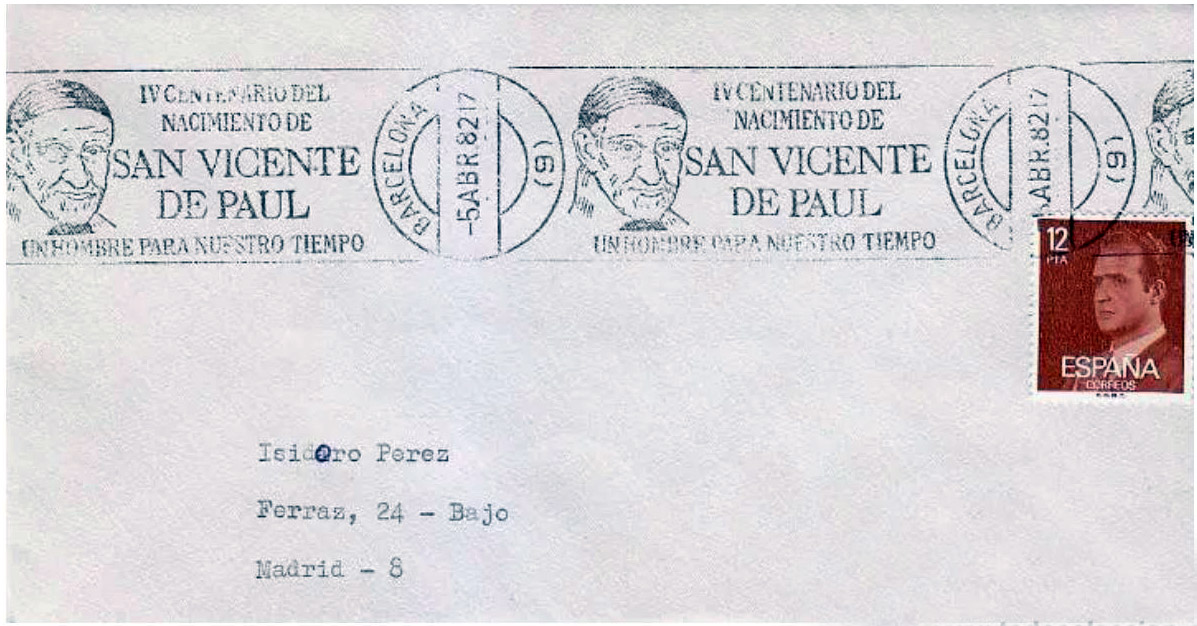 IV CENTENARIO DEL
NACIMIENTO DE
SAN VICENTE
DE PAUL
UN HOMBRE PARA NUESTRO TIEMPO
BARCELONA
-5 ABR. 82 17
(9)
IV CENTENARIO DEL
NACIMIENTO DE
SAN VICENTE
DE PAUL
UN HOMBRE PARA NUESTRO TIEMPO
BARCELONA
ABR. 82 17
(9)
UN
12
PTA
ESPAÑA
CORREOS
Isidoro Perez
Ferraz, 24 - Bajo
Madrid - 8